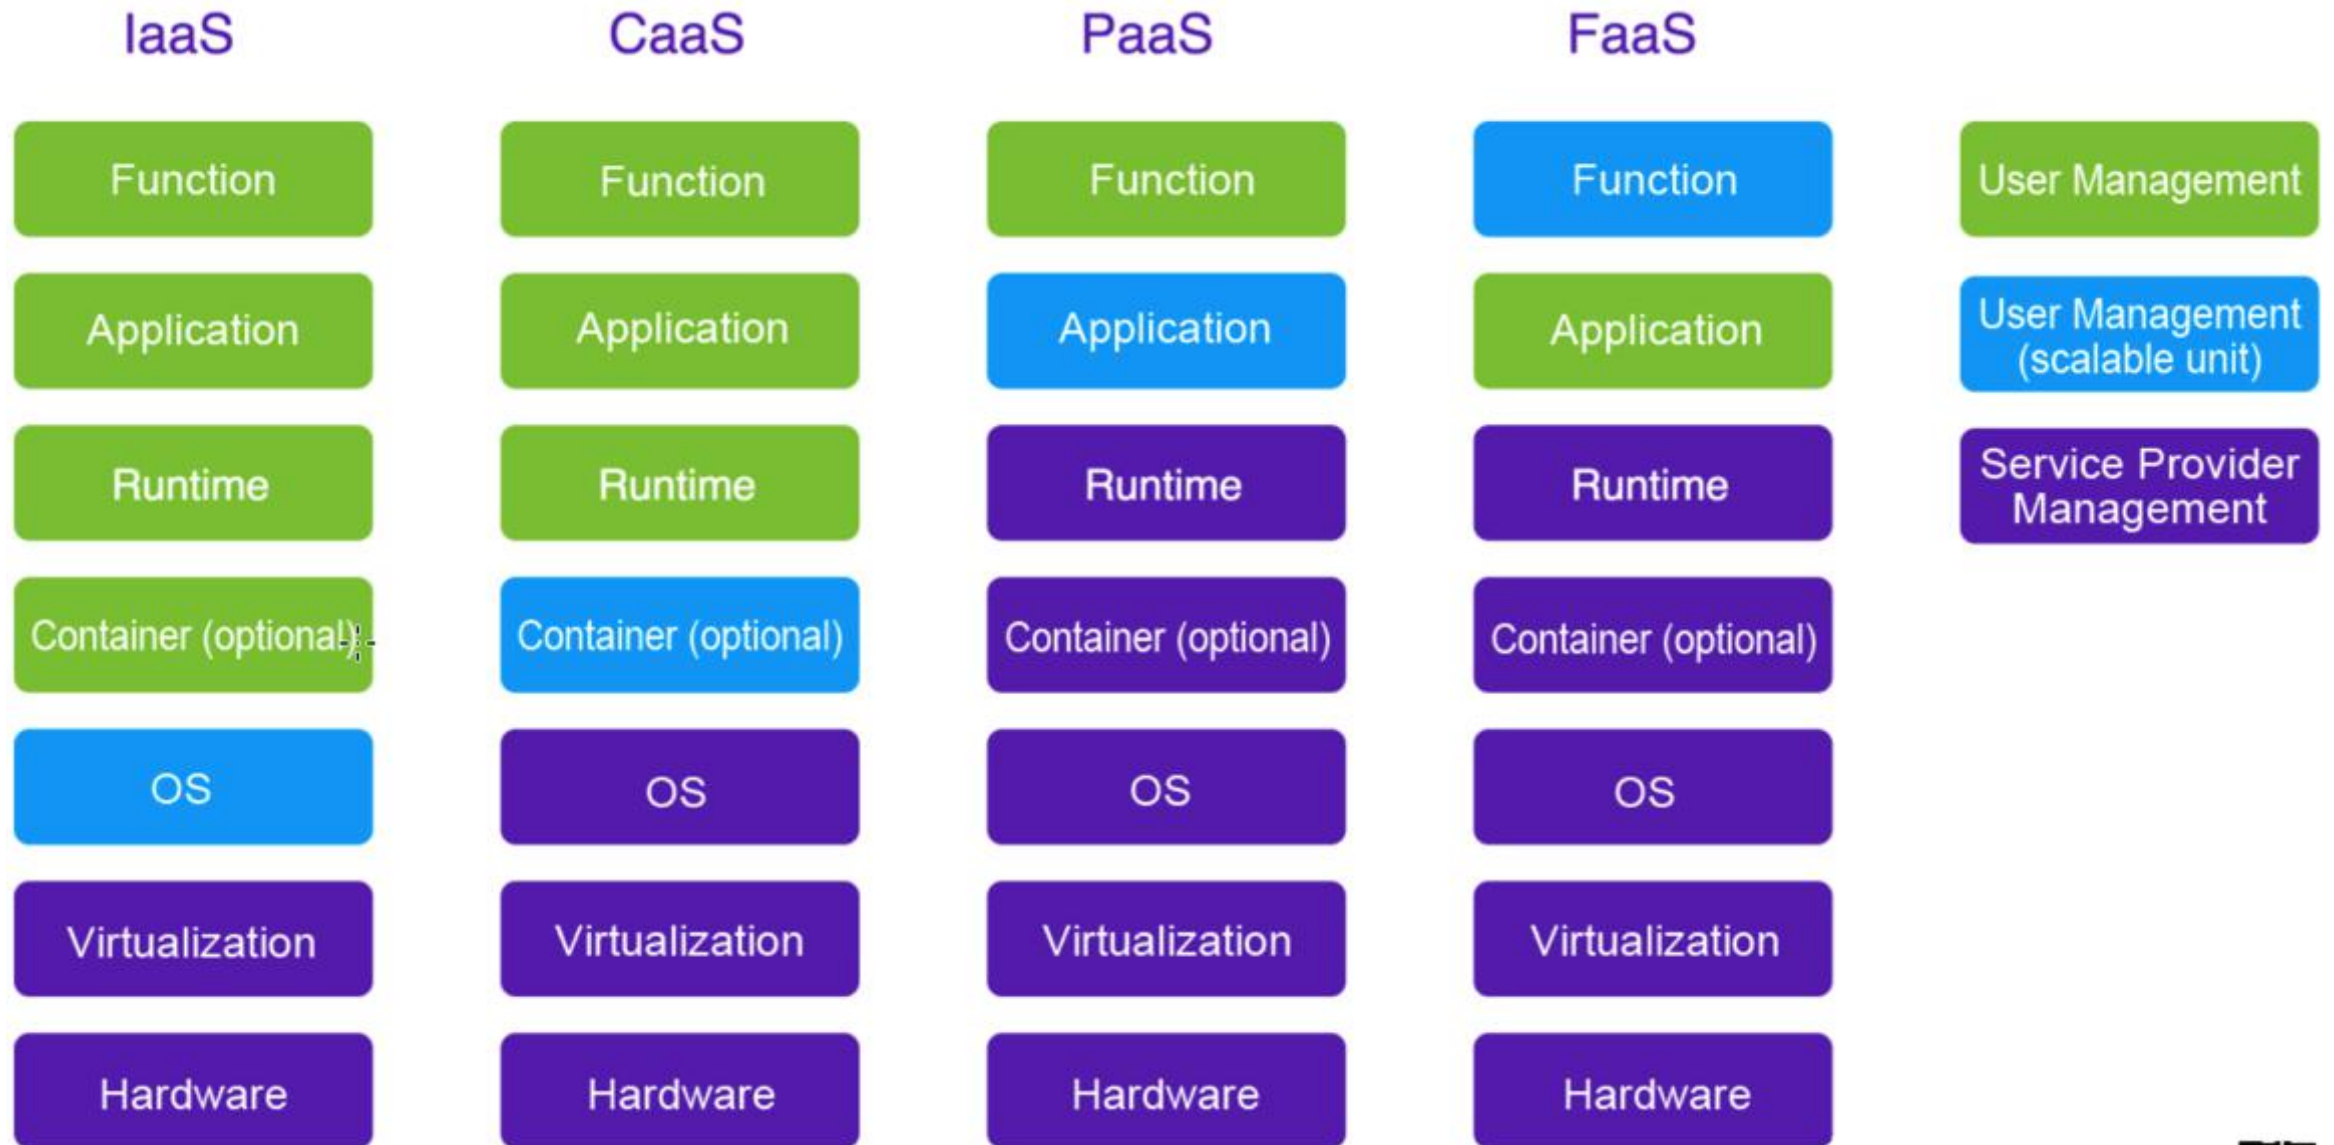 IaaS
CaaS
PaaS
FaaS
Function
Function
Function
Function
User Management
Application
Application
Application
Application
User Management
(scalable unit)
Runtime
Runtime
Runtime
Runtime
Service Provider
Management
Container (optional)
Container (optional)
Container (optional)
Container (optional)
OS
OS
OS
OS
Virtualization
Virtualization
Virtualization
Virtualization
Hardware
Hardware
Hardware
Hardware